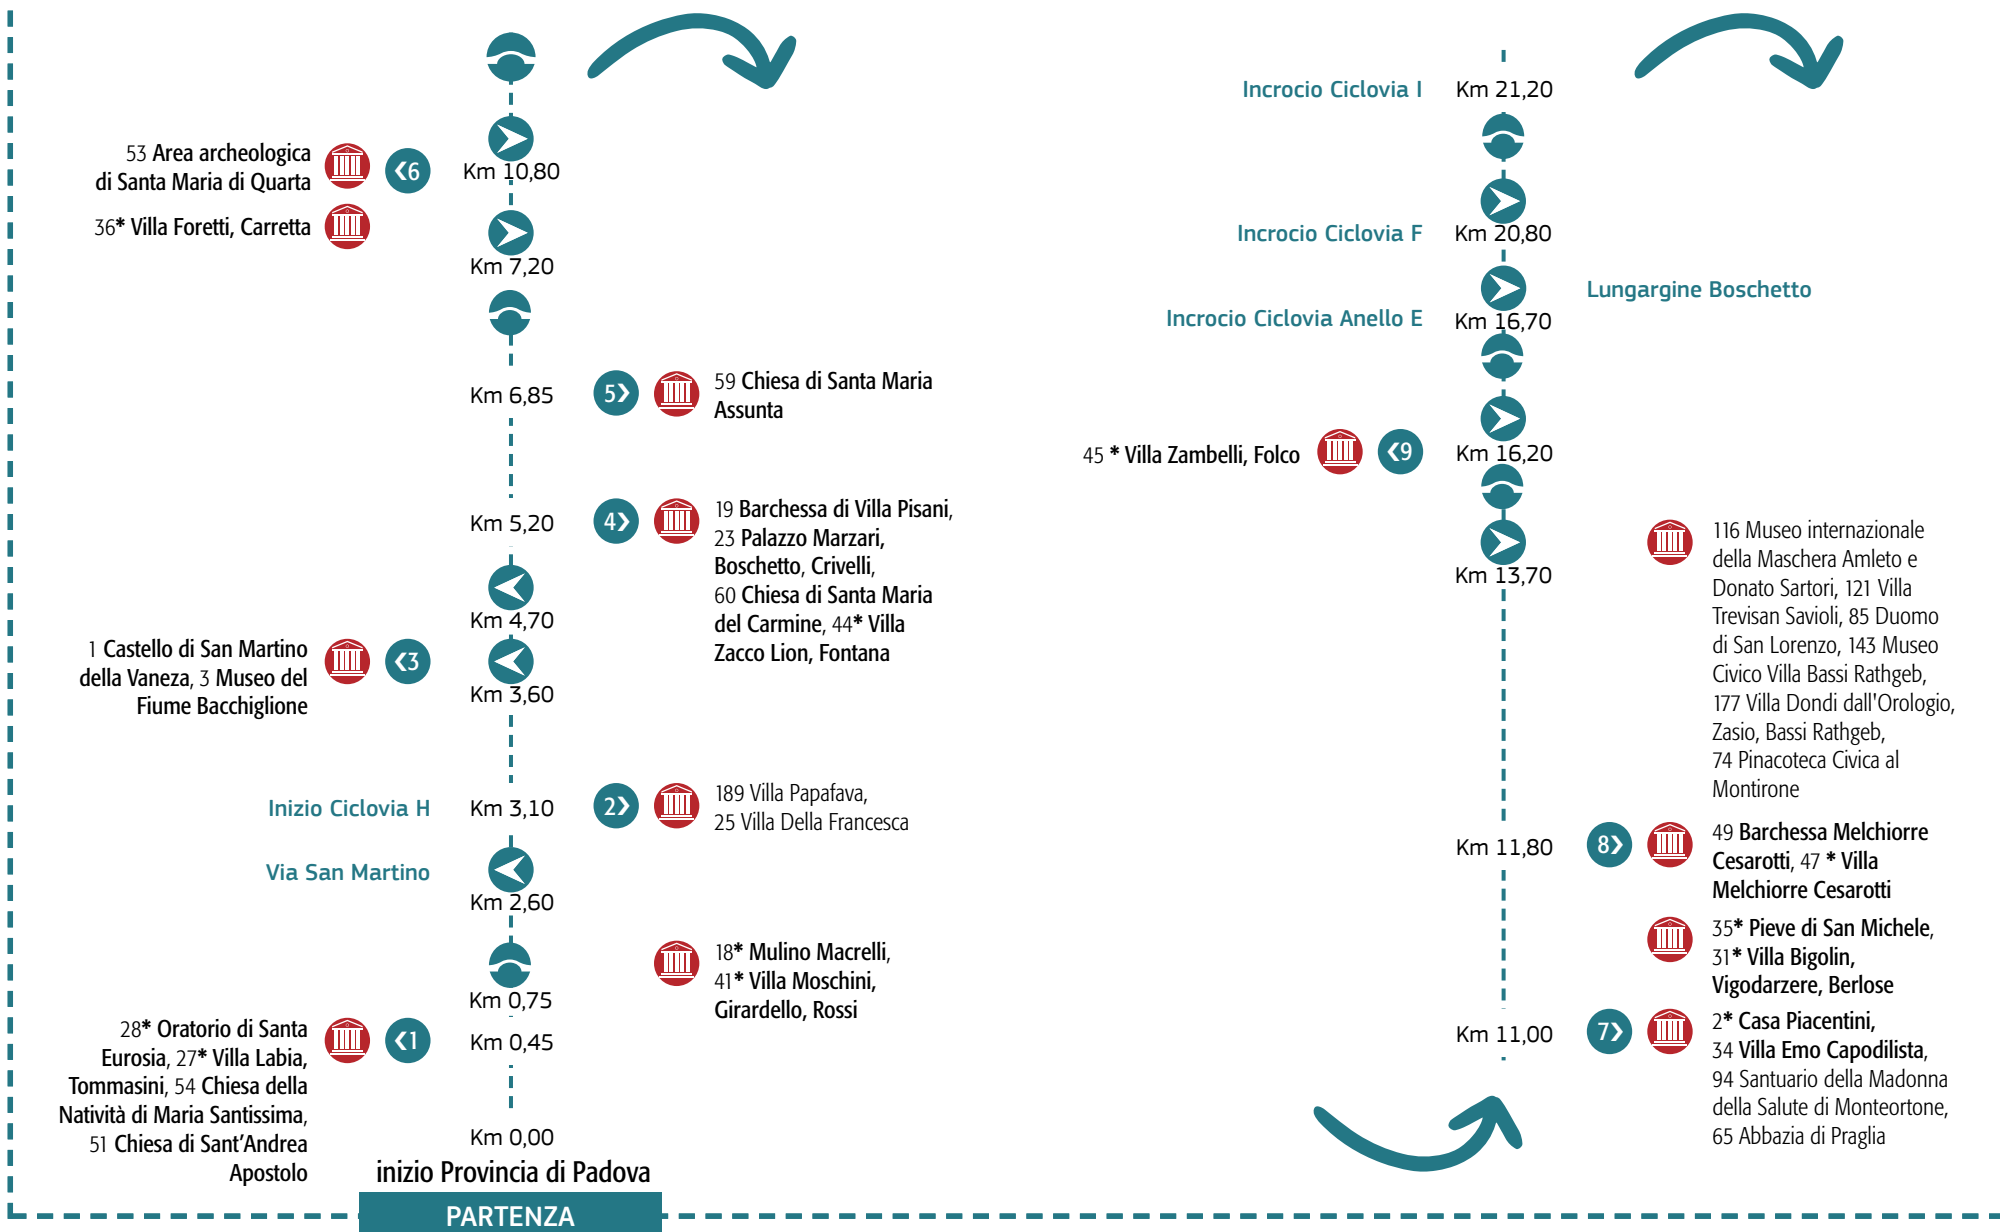 53 Area archeologica
di Santa Maria di Quarta
‹6
Km 10,80
36* Villa Foretti, Carretta
Km 7,20
Km 6,85
5›
59 Chiesa di Santa Maria
Assunta
Km 5,20
4›
19 Barchessa di Villa Pisani,
23 Palazzo Marzari,
Boschetto, Crivelli,
60 Chiesa di Santa Maria
del Carmine, 44* Villa
Zacco Lion, Fontana
Km 4,70
1 Castello di San Martino
della Vaneza, 3 Museo del
Fiume Bacchiglione
‹3
Km 3,60
Inizio Ciclovia H
Km 3,10
2›
189 Villa Papafava,
25 Villa Della Francesca
Via San Martino
Km 2,60
18* Mulino Macrelli,
41* Villa Moschini,
Girardello, Rossi
Km 0,75
28* Oratorio di Santa
Eurosia, 27* Villa Labia,
Tommasini, 54 Chiesa della
Natività di Maria Santissima,
51 Chiesa di Sant'Andrea
Apostolo
‹1
Km 0,45
Km 0,00
inizio Provincia di Padova
PARTENZA
Incrocio Ciclovia I
Km 21,20
Incrocio Ciclovia F
Km 20,80
Lungargine Boschetto
Incrocio Ciclovia Anello E
Km 16,70
45 * Villa Zambelli, Folco
‹9
Km 16,20
Km 13,70
116 Museo internazionale
della Maschera Amleto e
Donato Sartori, 121 Villa
Trevisan Savioli, 85 Duomo
di San Lorenzo, 143 Museo
Civico Villa Bassi Rathgeb,
177 Villa Dondi dall'Orologio,
Zasio, Bassi Rathgeb,
74 Pinacoteca Civica al
Montirone
Km 11,80
8›
49 Barchessa Melchiorre
Cesarotti, 47 * Villa
Melchiorre Cesarotti
35* Pieve di San Michele,
31* Villa Bigolin,
Vigodarzere, Berlose
Km 11,00
7›
2* Casa Piacentini,
34 Villa Emo Capodilista,
94 Santuario della Madonna
della Salute di Monteortone,
65 Abbazia di Praglia